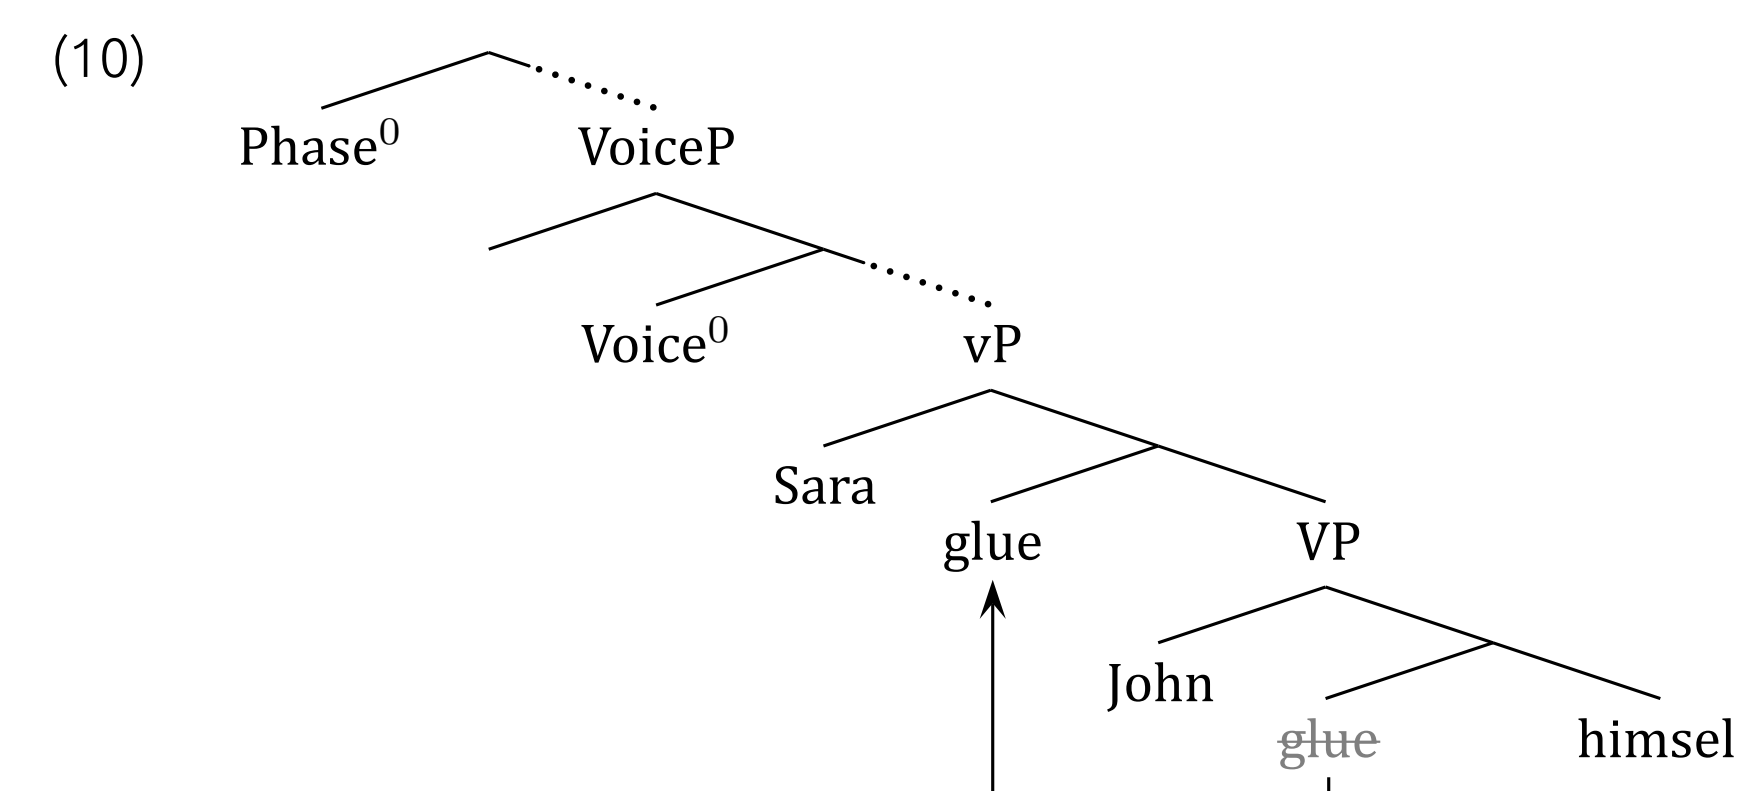 (10)
Phase⁰ VoiceP
Voice⁰ vP
Sara
glue VP
John
glue himsel